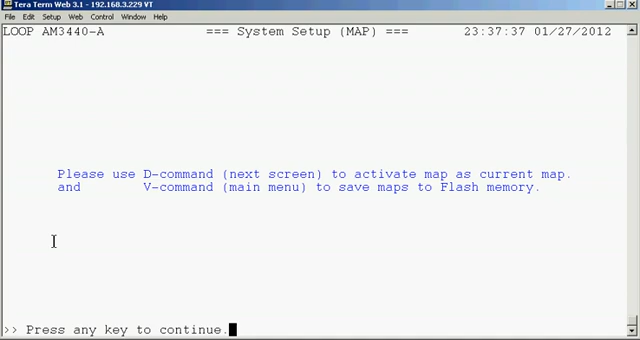 Tera Term Web 3.1 - 192.168.3.229 VT
File Edit Setup Web Control Window Help
LOOP AM3440-A === System Setup (MAP) === 23:37:37 01/27/2012
Please use D-command (next screen) to activate map as current map.
and V-command (main menu) to save maps to Flash memory.
>> Press any key to continue.